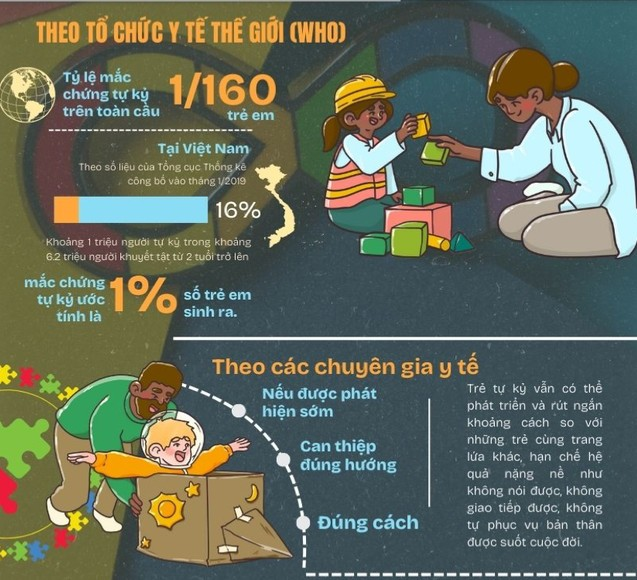 THEO TỔ CHỨC Y TẾ THẾ GIỚI (WHO)
Tỷ lệ mắc
chứng tự kỷ
trên toàn cầu
1/160
trẻ em
Tại Việt Nam
Theo số liệu của Tổng cục Thống kê
công bố vào tháng 1/2019
16%
Khoảng 1 triệu người tự kỷ trong khoảng
6.2 triệu người khuyết tật từ 2 tuổi trở lên
mắc chứng
tự kỷ ước
tính là
1%
số trẻ em
sinh ra.
Theo các chuyên gia y tế
Nếu được phát
hiện sớm
Can thiệp
đúng hướng
Đúng cách
Trẻ tự kỷ vẫn có thể
phát triển và rút ngắn
khoảng cách so với
những trẻ cùng trang
lứa khác, hạn chế hệ
quả nặng nề như
không nói được, không
giao tiếp được, không
tự phục vụ bản thân
được suốt cuộc đời.